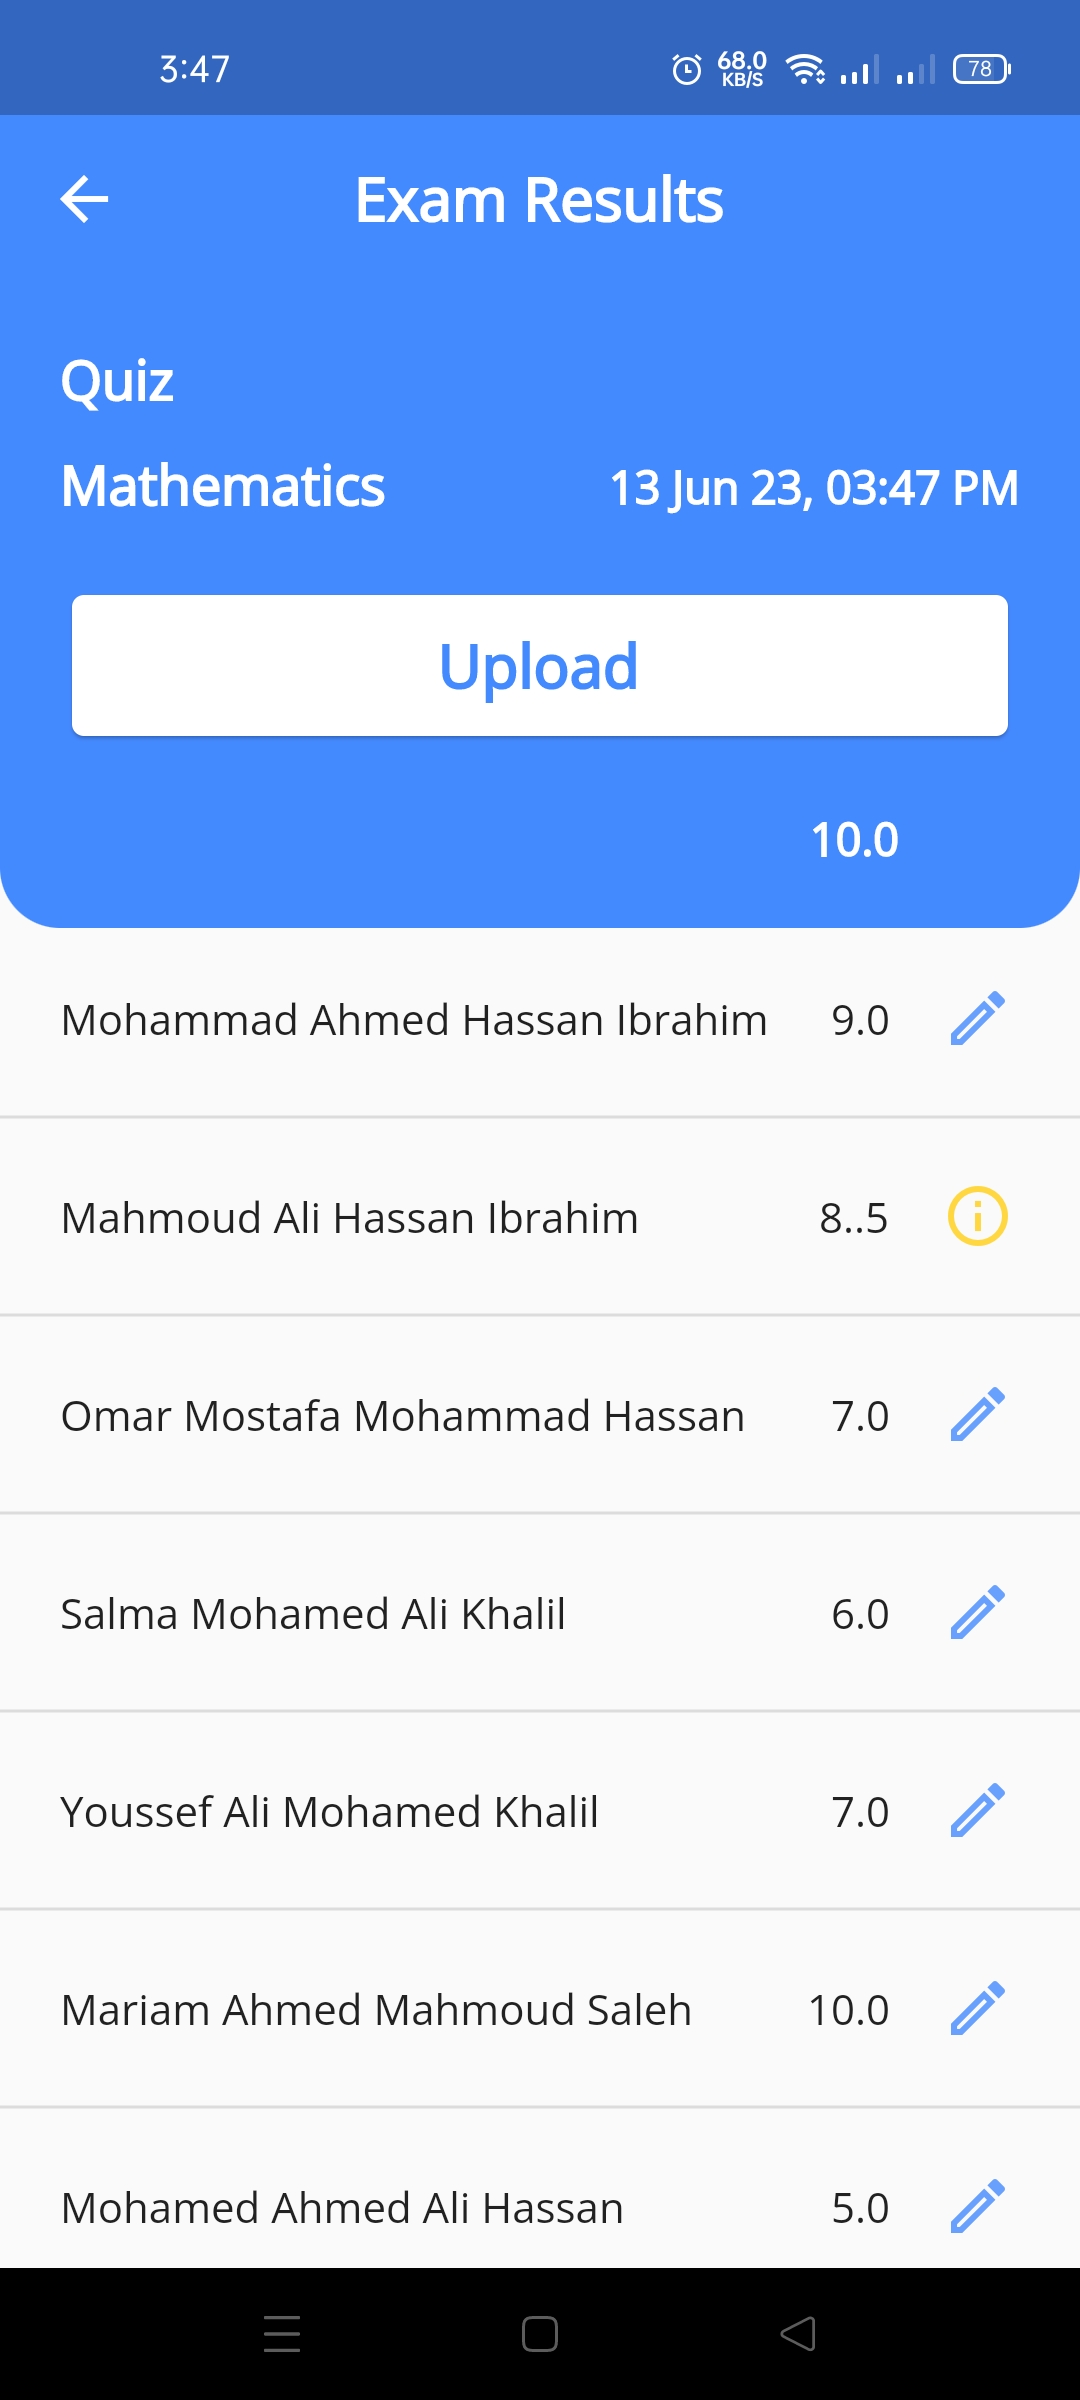 3:47
68.0
KB/S
78
Exam Results
Quiz
Mathematics 13 Jun 23, 03:47 PM
Upload
10.0
Mohammad Ahmed Hassan Ibrahim 9.0
Mahmoud Ali Hassan Ibrahim 8..5
Omar Mostafa Mohammad Hassan 7.0
Salma Mohamed Ali Khalil 6.0
Youssef Ali Mohamed Khalil 7.0
Mariam Ahmed Mahmoud Saleh 10.0
Mohamed Ahmed Ali Hassan 5.0